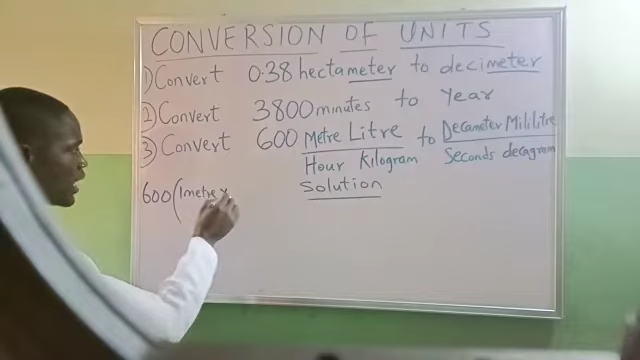 CONVERSION OF UNITS
1) Convert 0.38 hectameter to decimeter
2) Convert 3800 minutes to year
3) Convert 600 Metre Litre to Decameter Mililitre
Hour Kilogram Seconds decagram
Solution
600 (1metre x